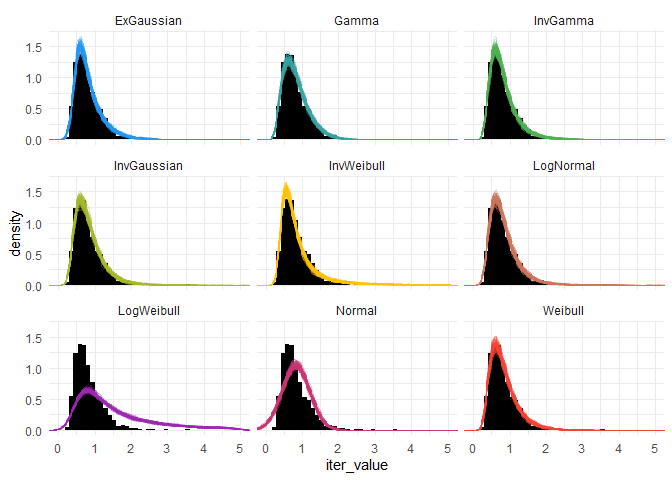 ExGaussian Gamma InvGamma
1.5
1.0
0.5
0.0
InvGaussian InvWeibull LogNormal
1.5
1.0
0.5
0.0
density
LogWeibull Normal Weibull
1.5
1.0
0.5
0.0
0 1 2 3 4 5 0 1 2 3 4 5 0 1 2 3 4 5
iter_value